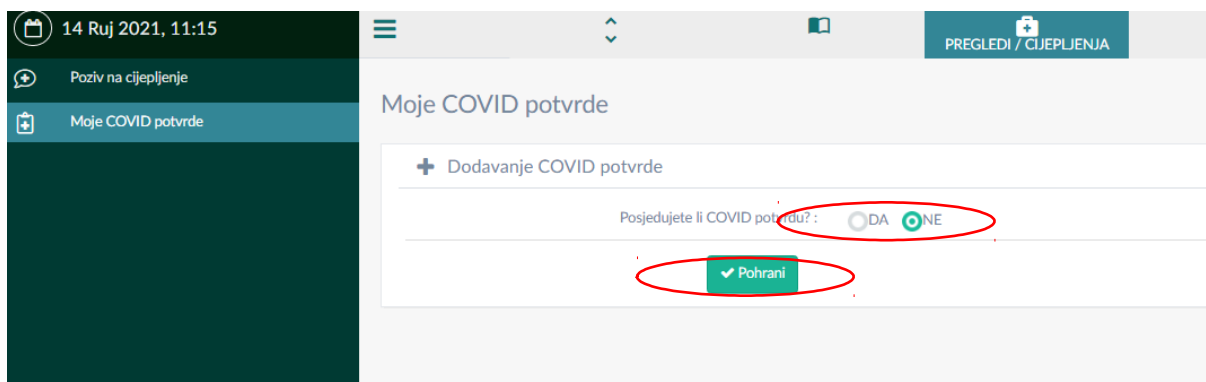 14 Ruj 2021, 11:15
PREGLEDI / CIJEPLJENJA
Poziv na cijepljenje
Moje COVID potvrde
Moje COVID potvrde
Dodavanje COVID potvrde
Posjedujete li COVID potvrdu? : DA NE
Pohrani